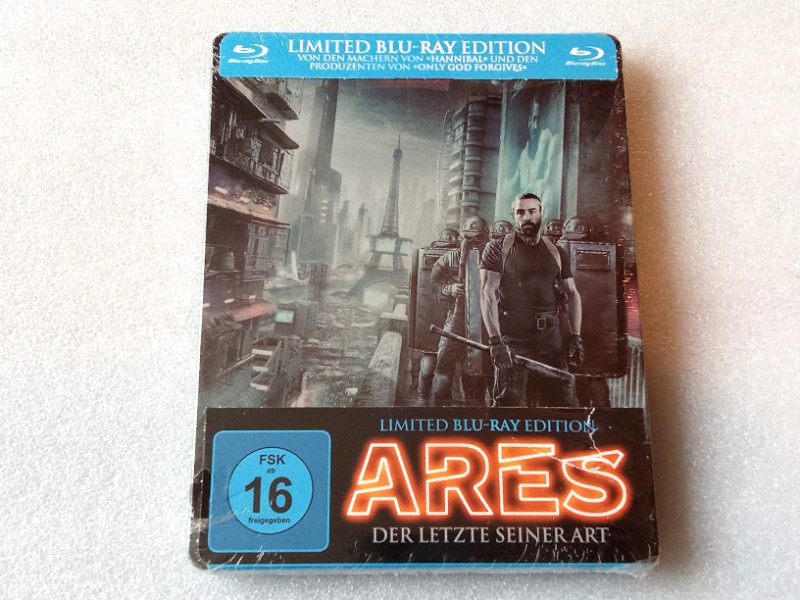 Blu-ray Disc
LIMITED BLU-RAY EDITION
VON DEN MACHERN VON »HANNIBAL« UND DEN
PRODUZENTEN VON »ONLY GOD FORGIVES«
Blu-ray Disc
LIMITED BLU-RAY EDITION
FSK
ab
16
freigegeben
ARES
DER LETZTE SEINER ART